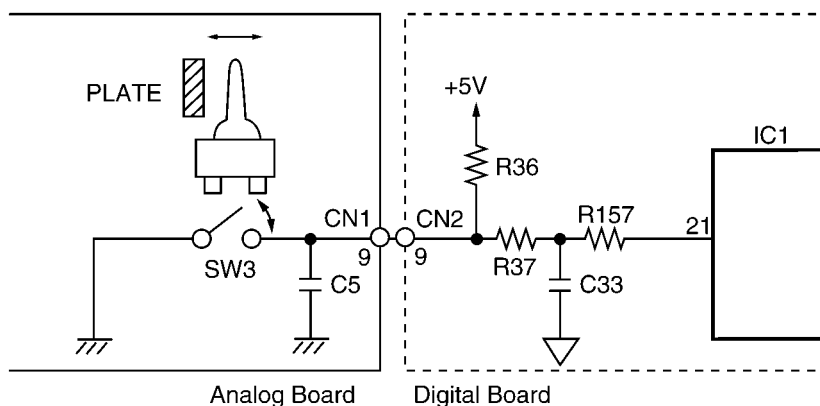 PLATE
+5V
IC1
R36
CN1
CN2
R157
21
SW3
9
9
R37
C5
C33
Analog Board
Digital Board